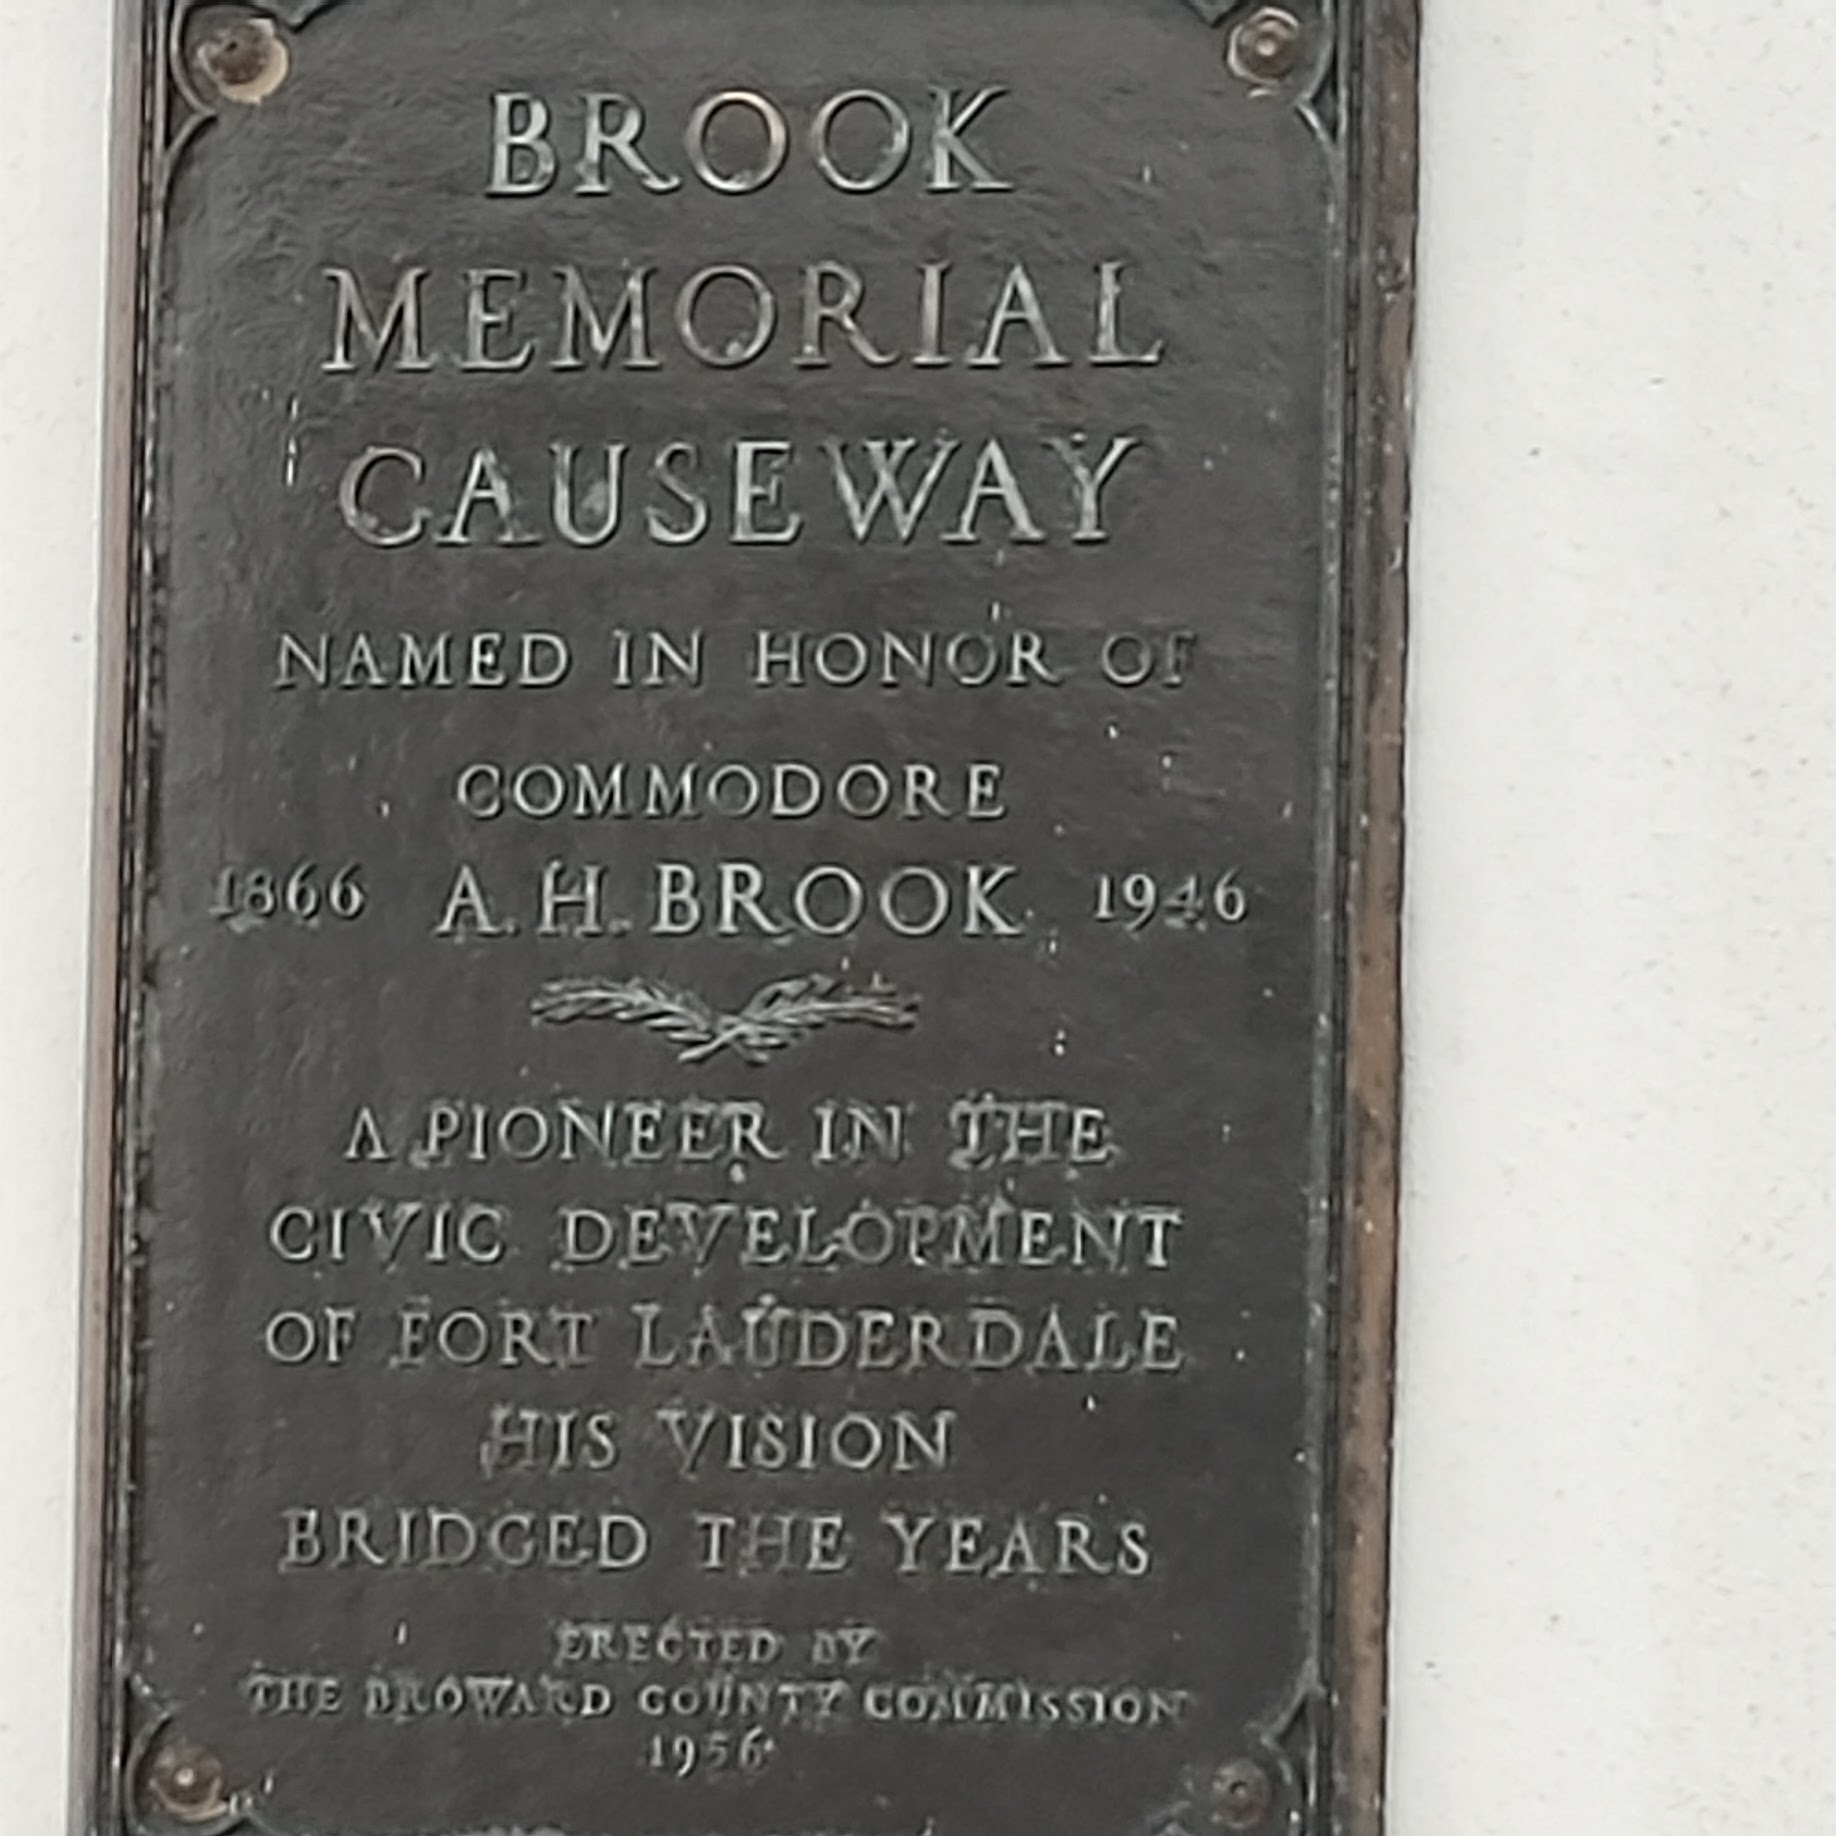 BROOK
MEMORIAL
CAUSEWAY
NAMED IN HONOR OF
COMMODORE
1866 A. H. BROOK 1946
A PIONEER IN THE
CIVIC DEVELOPMENT
OF FORT LAUDERDALE
HIS VISION
BRIDGED THE YEARS
ERECTED BY
THE BROWARD COUNTY COMMISSION
1956